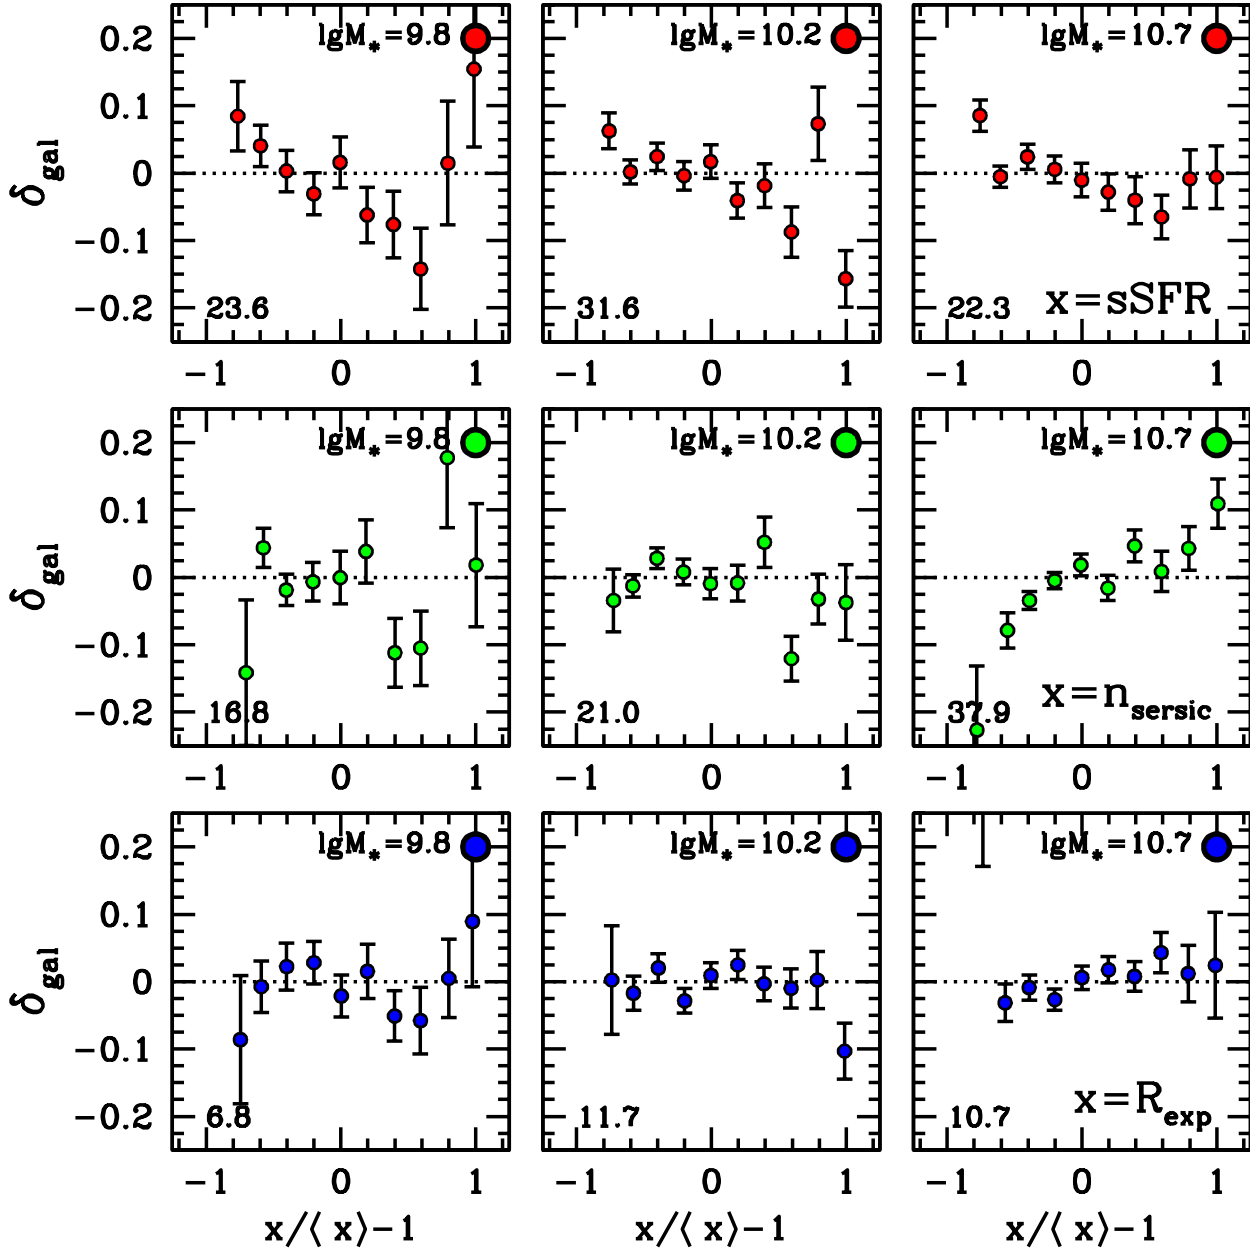 lgM*=9.8
0.2
0.1
0
−0.1
−0.2
δgal
23.6
−1 0 1
lgM*=10.2
31.6
−1 0 1
lgM*=10.7
22.3
x=sSFR
−1 0 1
lgM*=9.8
0.2
0.1
0
−0.1
−0.2
δgal
16.8
−1 0 1
lgM*=10.2
21.0
−1 0 1
lgM*=10.7
37.9
x=nsersic
−1 0 1
lgM*=9.8
0.2
0.1
0
−0.1
−0.2
δgal
6.8
−1 0 1
x/⟨x⟩−1
lgM*=10.2
11.7
−1 0 1
x/⟨x⟩−1
lgM*=10.7
10.7
x=Rexp
−1 0 1
x/⟨x⟩−1